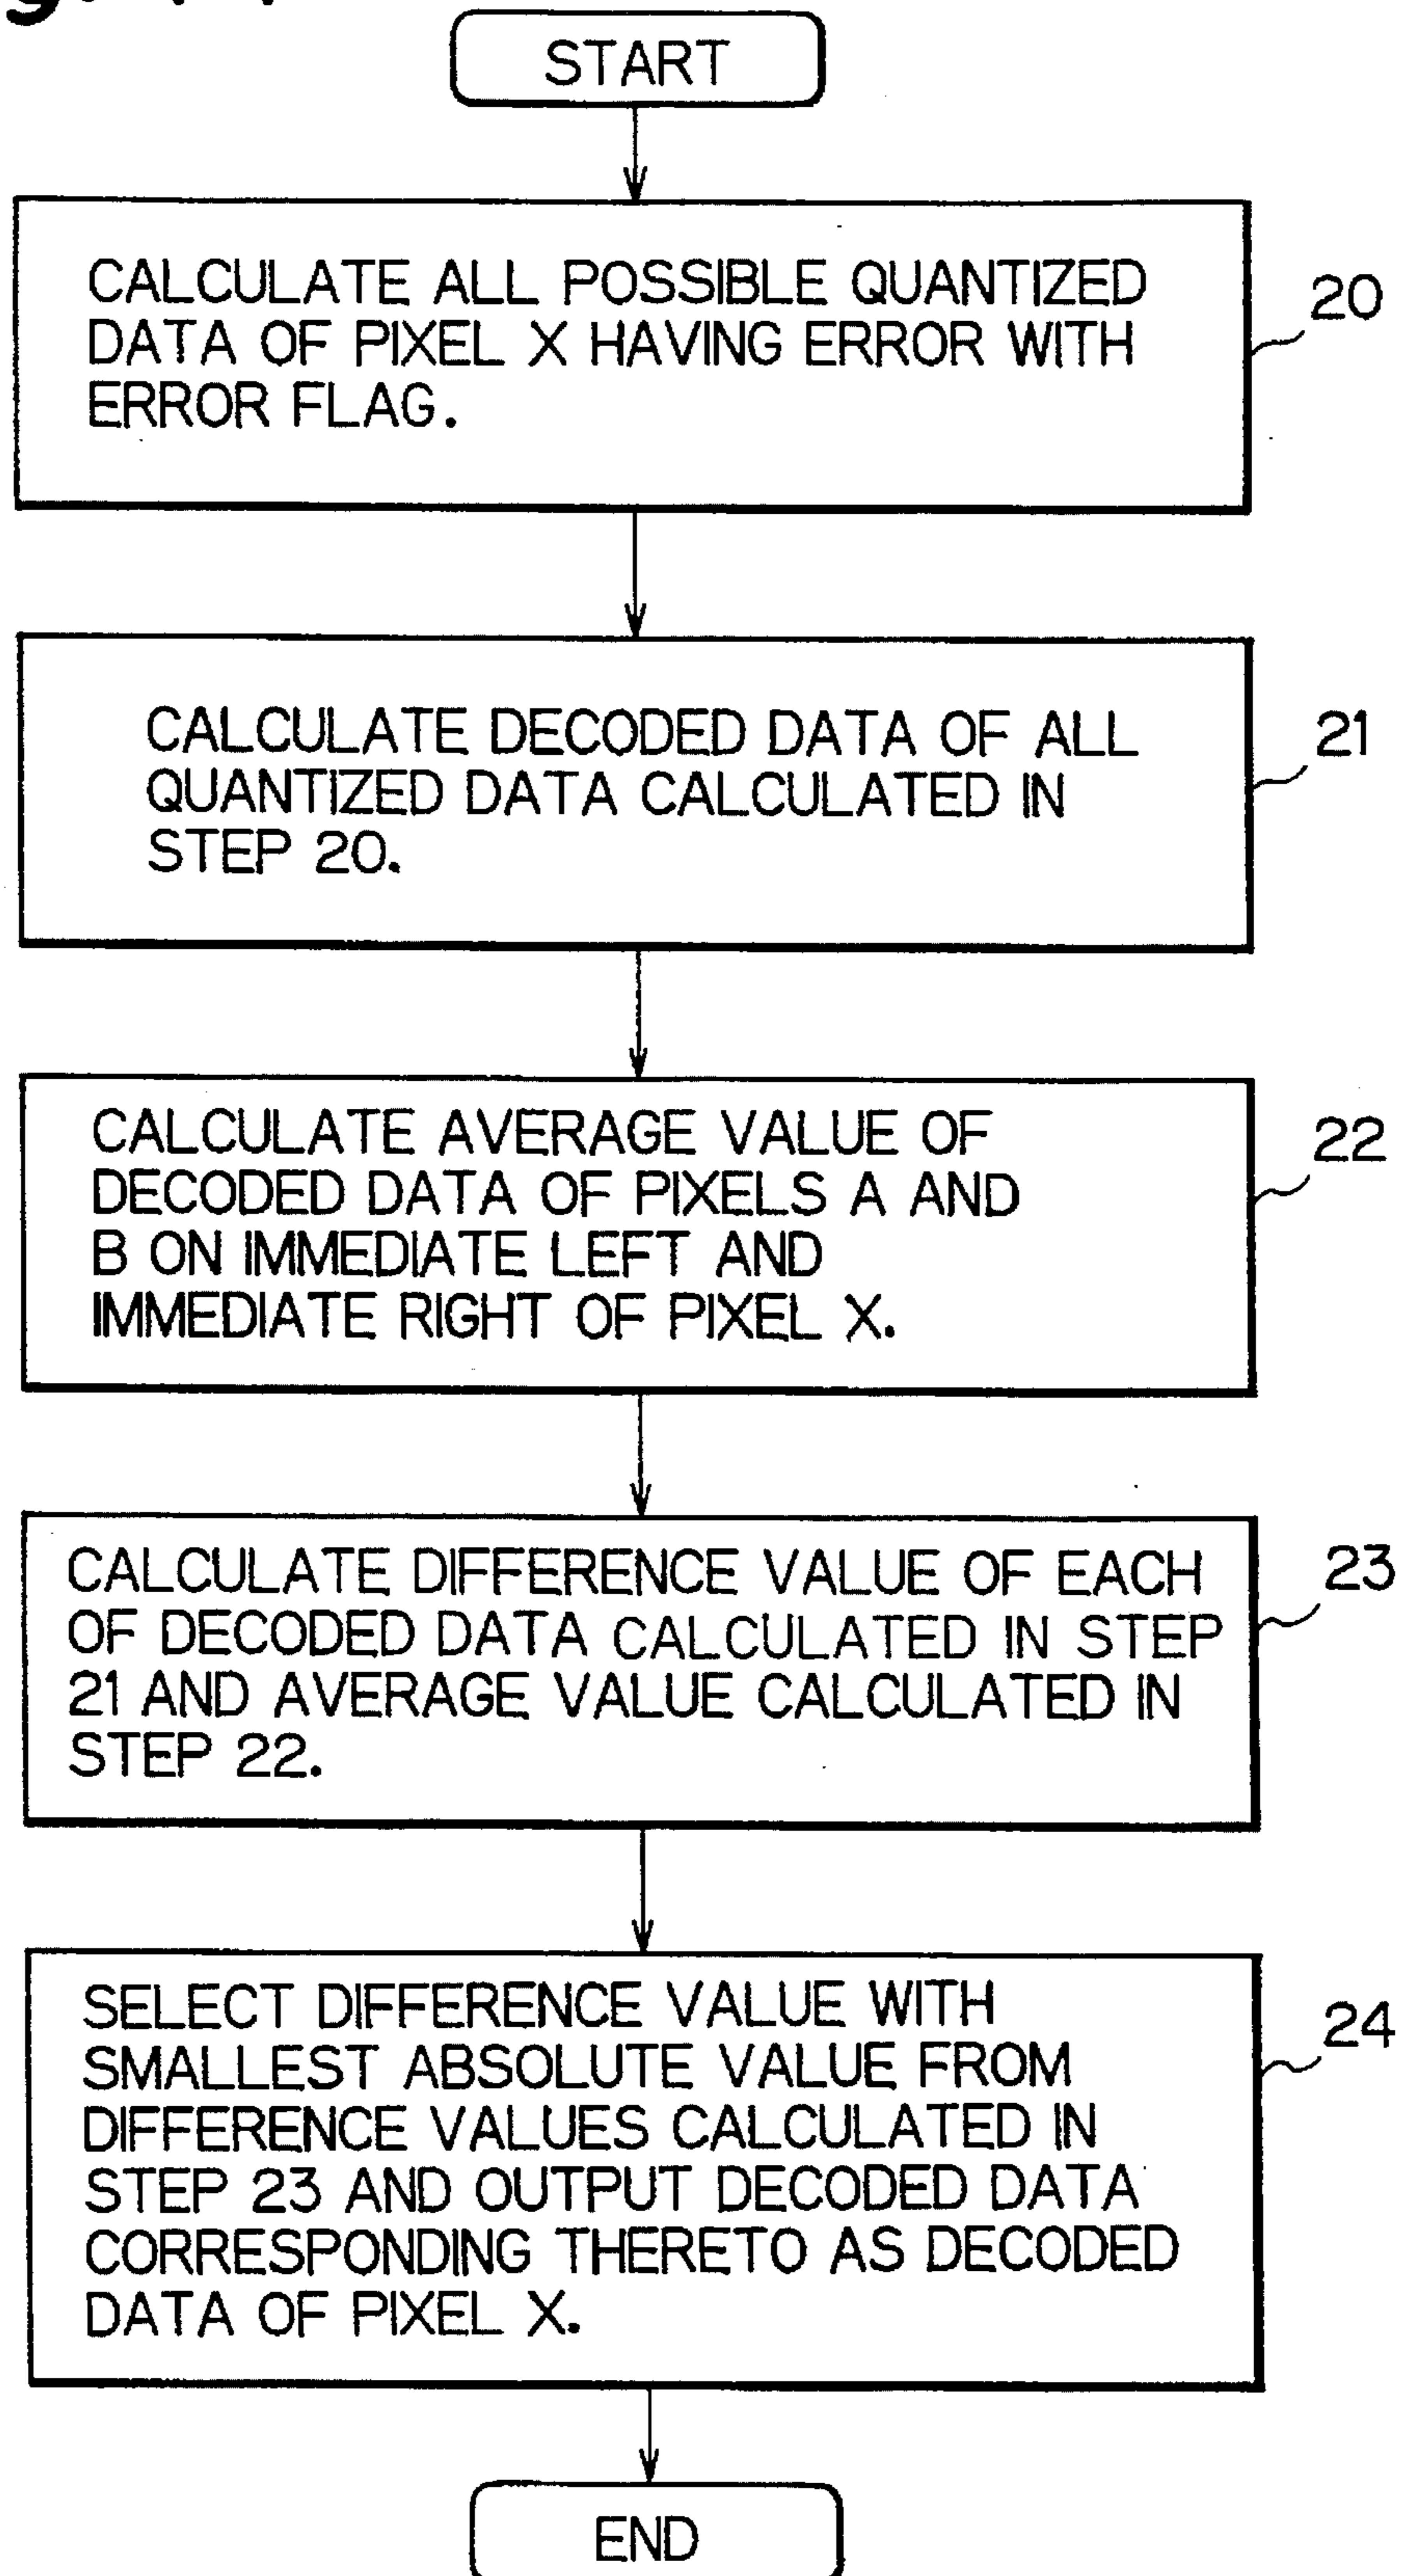 START
CALCULATE ALL POSSIBLE QUANTIZED
DATA OF PIXEL X HAVING ERROR WITH
ERROR FLAG.
20
CALCULATE DECODED DATA OF ALL
QUANTIZED DATA CALCULATED IN
STEP 20.
21
CALCULATE AVERAGE VALUE OF
DECODED DATA OF PIXELS A AND
B ON IMMEDIATE LEFT AND
IMMEDIATE RIGHT OF PIXEL X.
22
CALCULATE DIFFERENCE VALUE OF EACH
OF DECODED DATA CALCULATED IN STEP
21 AND AVERAGE VALUE CALCULATED IN
STEP 22.
23
SELECT DIFFERENCE VALUE WITH
SMALLEST ABSOLUTE VALUE FROM
DIFFERENCE VALUES CALCULATED IN
STEP 23 AND OUTPUT DECODED DATA
CORRESPONDING THERETO AS DECODED
DATA OF PIXEL X.
24
END